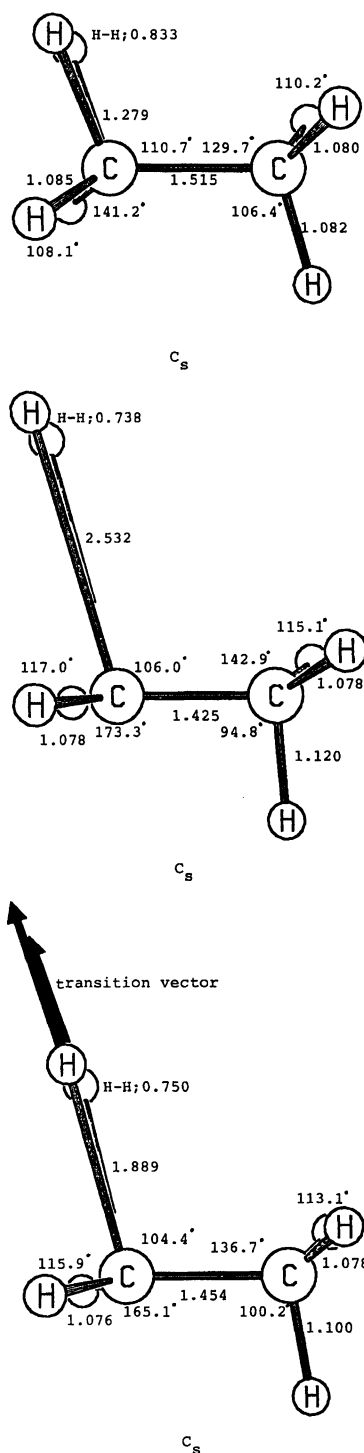 H
H-H;0.833
110.2°
H
1.279
110.7° 129.7°
1.080
C
C
1.085
1.515
H
141.2°
106.4°
1.082
108.1°
H
Cs
H
H-H;0.738
2.532
115.1°
117.0°
106.0°
142.9°
H
1.078
H
C
C
1.078
173.3°
1.425
94.8°
1.120
H
Cs
transition vector
H
H-H;0.750
1.889
113.1°
104.4°
136.7°
H
115.9°
1.078
H
C
C
1.076
165.1°
1.454
100.2°
1.100
H
Cs